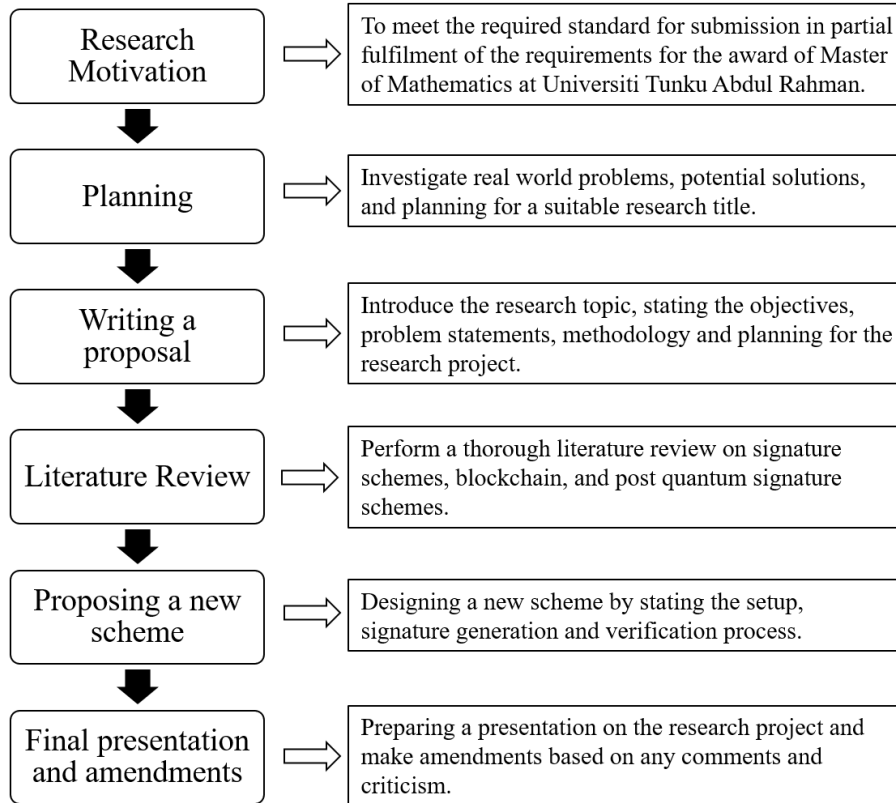 Research
Motivation
To meet the required standard for submission in partial
fulfilment of the requirements for the award of Master
of Mathematics at Universiti Tunku Abdul Rahman.
Planning
Investigate real world problems, potential solutions,
and planning for a suitable research title.
Writing a
proposal
Introduce the research topic, stating the objectives,
problem statements, methodology and planning for the
research project.
Literature Review
Perform a thorough literature review on signature
schemes, blockchain, and post quantum signature
schemes.
Proposing a new
scheme
Designing a new scheme by stating the setup,
signature generation and verification process.
Final presentation
and amendments
Preparing a presentation on the research project and
make amendments based on any comments and
criticism.